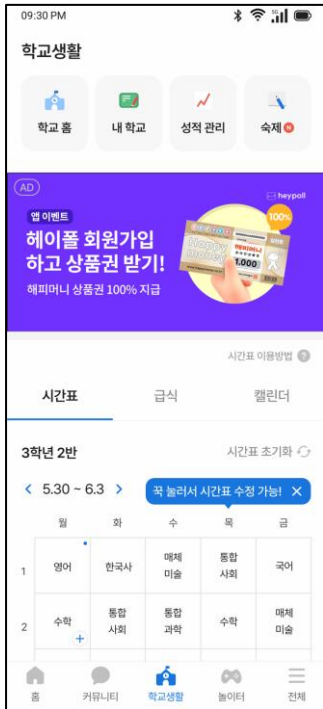 09:30 PM
학교생활
학교 홈
내 학교
성적 관리
숙제 N
AD
heypoll
앱 이벤트
헤이폴 회원가입
하고 상품권 받기!
해피머니 상품권 100% 지급
100%
Happy
money
해피머니
1.000
시간표 이용방법 ?
시간표 급식 캘린더
3학년 2반
시간표 초기화
< 5.30 ~ 6.3 >
꾹 눌러서 시간표 수정 가능! ×
월 화 수 목 금
1 영어 한국사 매체 미술 통합 사회 국어
2 수학 통합 사회 통합 과학 수학 매체 미술
+
홈 커뮤니티 학교생활 놀이터 전체